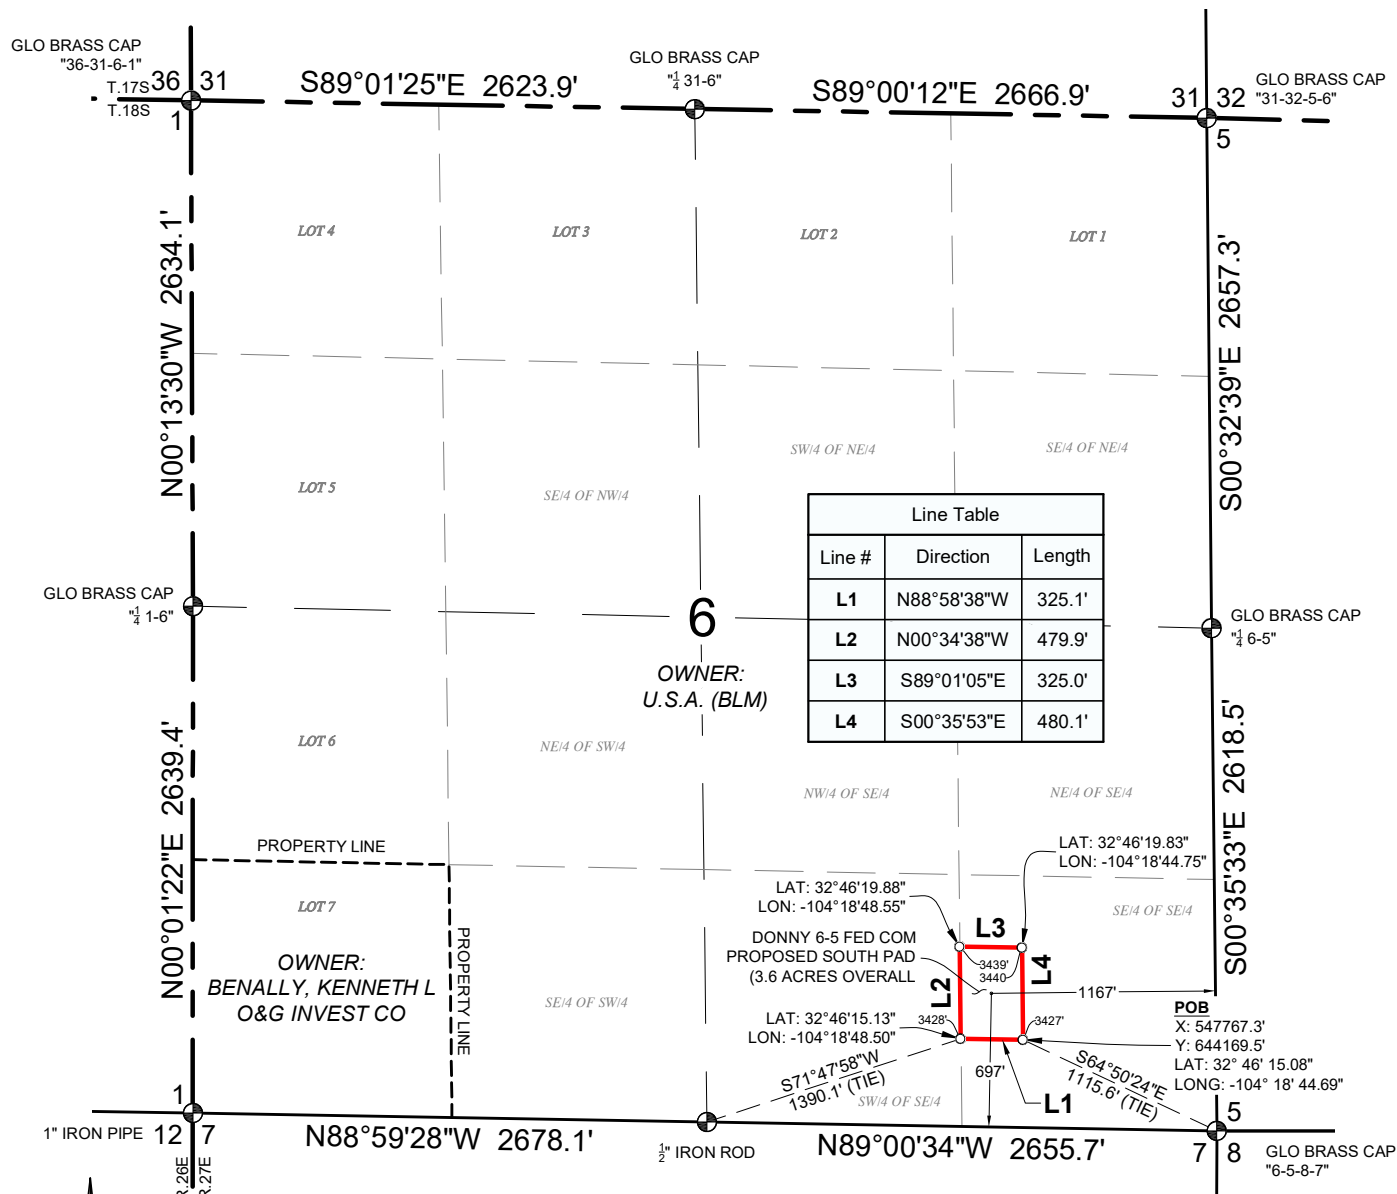 GLO BRASS CAP
"36-31-6-1"
T.17S
T.18S
36 31
1
S89°01'25"E 2623.9'
GLO BRASS CAP
"1/4 31-6"
S89°00'12"E 2666.9'
31 32
5
GLO BRASS CAP
"31-32-5-6"
N00°13'30"W 2634.1'
S00°32'39"E 2657.3'
LOT 4
LOT 3
LOT 2
LOT 1
SW/4 OF NE/4
SE/4 OF NE/4
LOT 5
SE/4 OF NW/4
Line Table
Line # Direction Length
L1 N88°58'38"W 325.1'
L2 N00°34'38"W 479.9'
L3 S89°01'05"E 325.0'
L4 S00°35'53"E 480.1'
GLO BRASS CAP
"1/4 1-6"
6
OWNER:
U.S.A. (BLM)
GLO BRASS CAP
"1/4 6-5"
N00°01'22"E 2639.4'
S00°35'33"E 2618.5'
LOT 6
NE/4 OF SW/4
NW/4 OF SE/4
NE/4 OF SE/4
PROPERTY LINE
PROPERTY LINE
LOT 7
OWNER:
BENALLY, KENNETH L
O&G INVEST CO
SE/4 OF SW/4
LAT: 32°46'19.83"
LON: -104°18'44.75"
LAT: 32°46'19.88"
LON: -104°18'48.55"
SE/4 OF SE/4
DONNY 6-5 FED COM
PROPOSED SOUTH PAD
(3.6 ACRES OVERALL
L3
3439'
3440'
L2
L4
1167'
LAT: 32°46'15.13"
LON: -104°18'48.50"
3428'
3427'
697'
L1
POB
X: 547767.3'
Y: 644169.5'
LAT: 32° 46' 15.08"
LONG: -104° 18' 44.69"
S71°47'58"W
1390.1' (TIE)
S64°50'24"E
1115.6' (TIE)
SW/4 OF SE/4
1
12 7
1" IRON PIPE
R.26E
R.27E
N88°59'28"W 2678.1'
1/2" IRON ROD
N89°00'34"W 2655.7'
5
7 8
GLO BRASS CAP
"6-5-8-7"